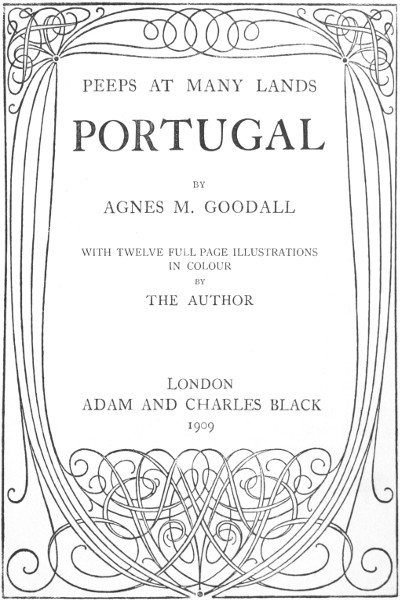 PEEPS AT MANY LANDS
PORTUGAL
BY
AGNES M. GOODALL
WITH TWELVE FULL PAGE ILLUSTRATIONS
IN COLOUR
BY
THE AUTHOR
LONDON
ADAM AND CHARLES BLACK
1909